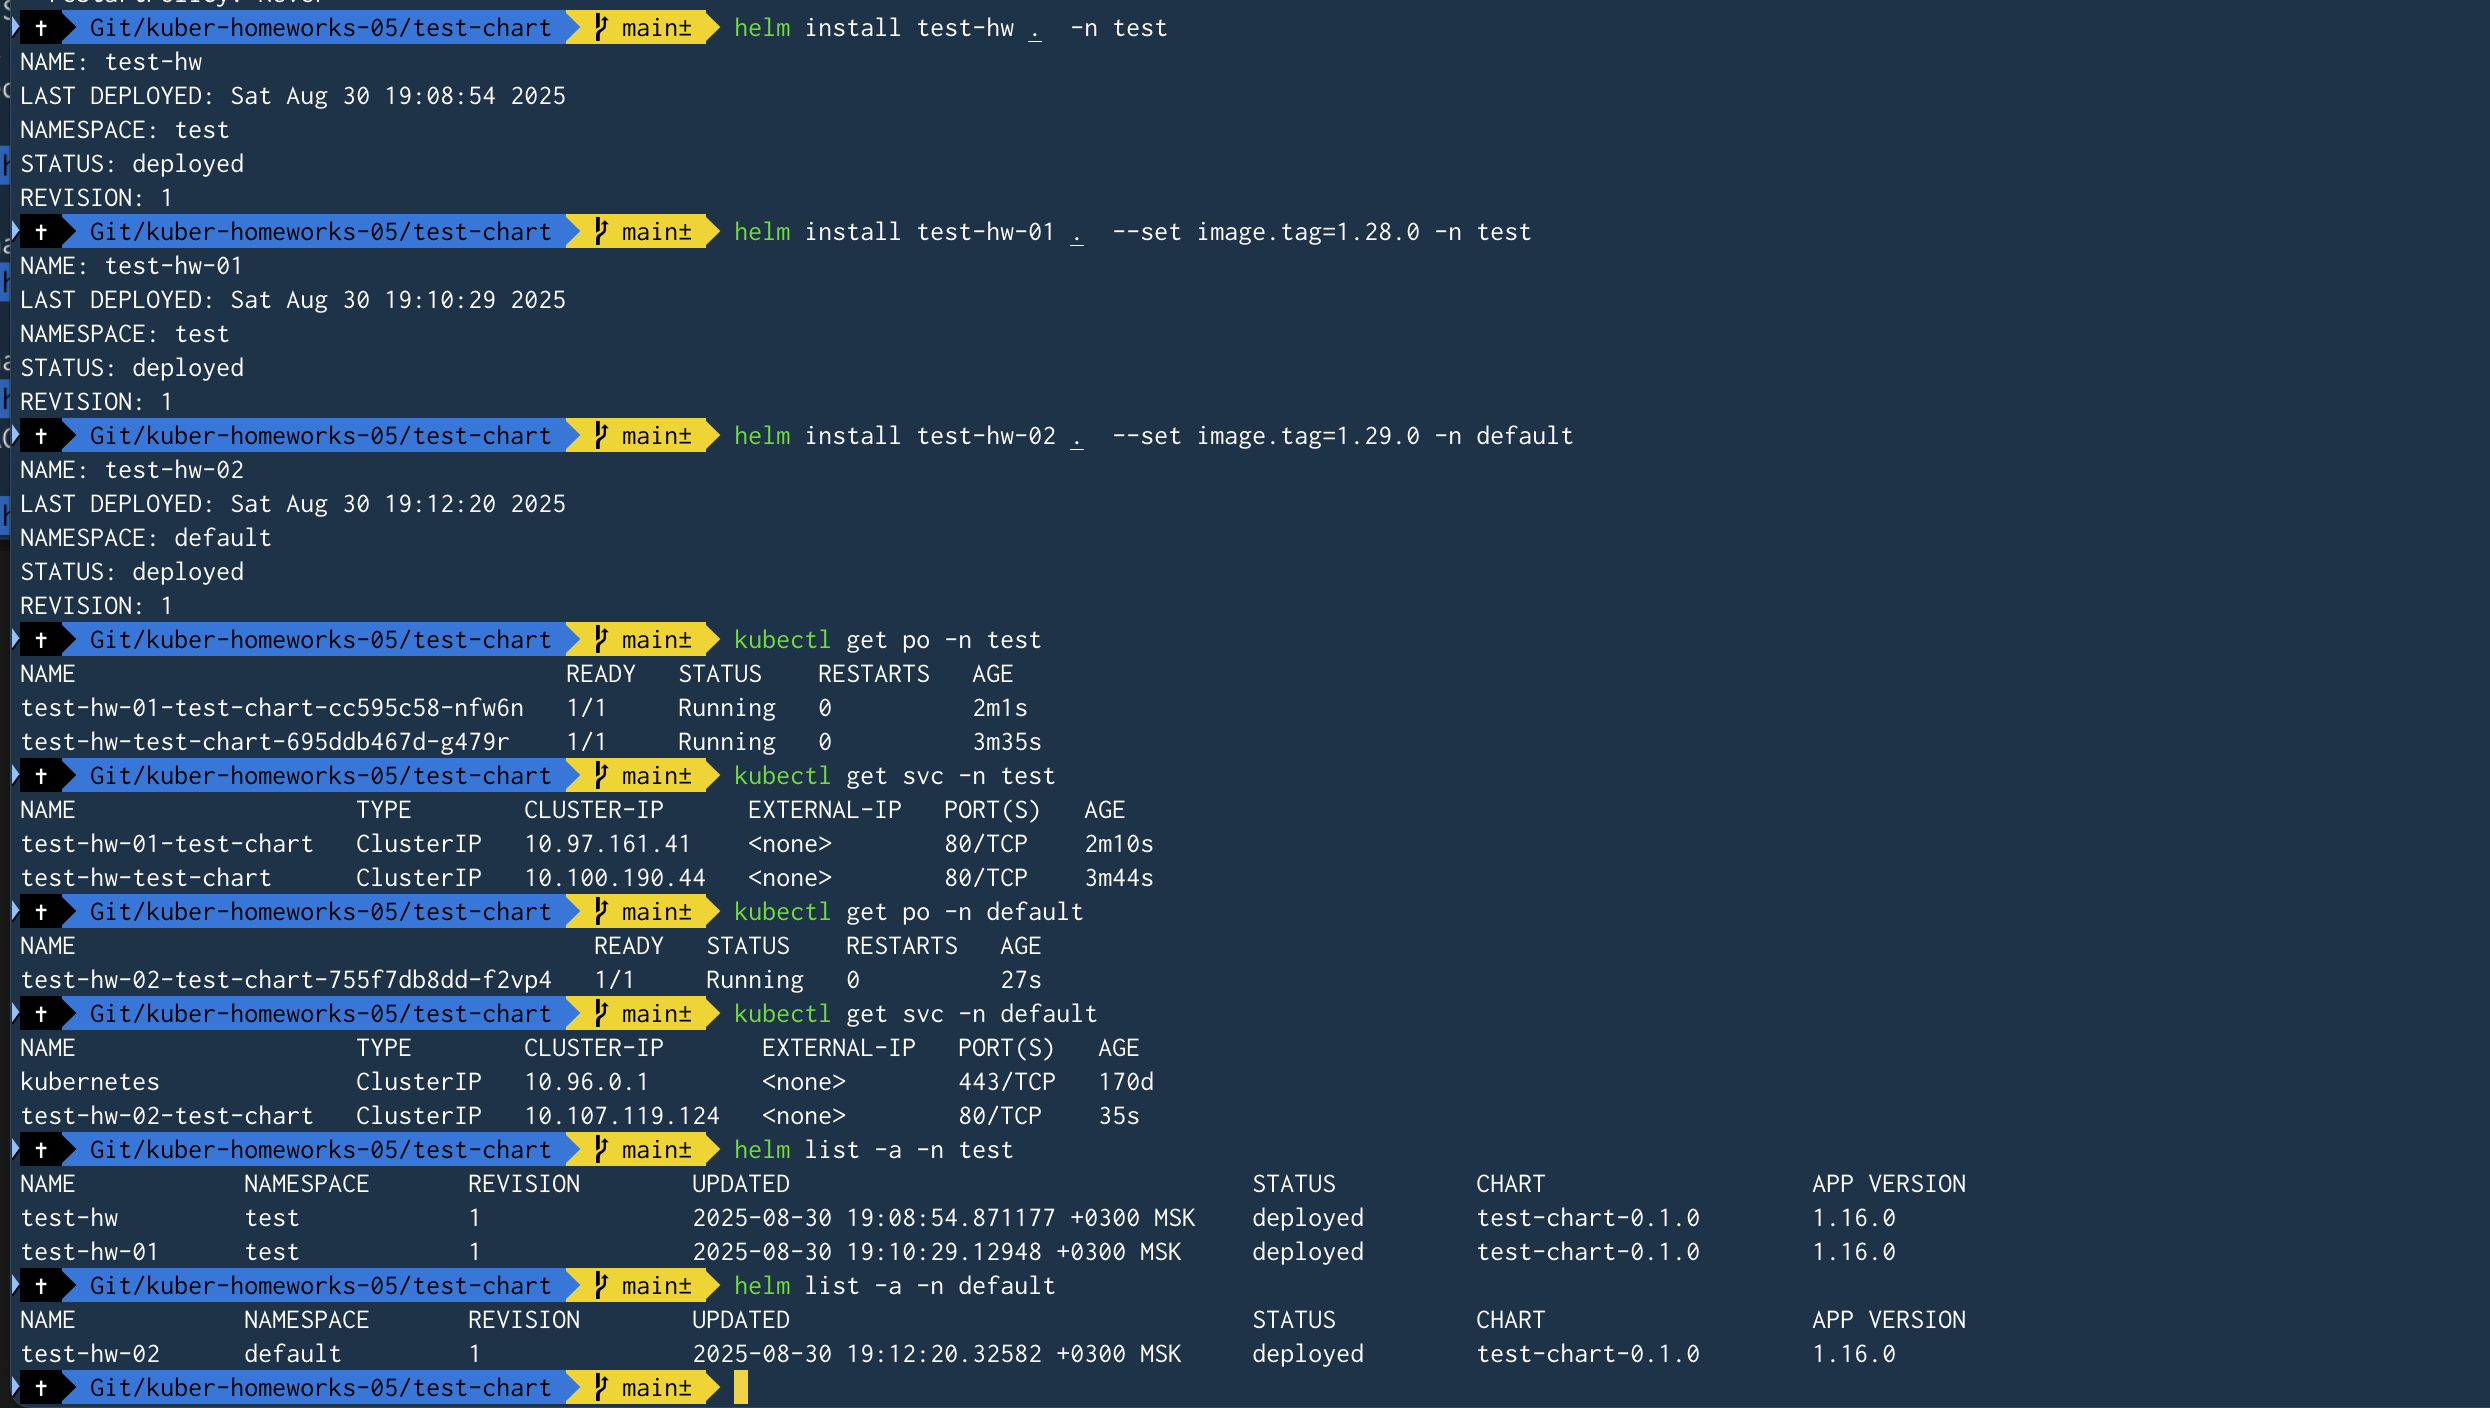 ✝ Git/kuber-homeworks-05/test-chart main± helm install test-hw .  -n test
NAME: test-hw
LAST DEPLOYED: Sat Aug 30 19:08:54 2025
NAMESPACE: test
STATUS: deployed
REVISION: 1
✝ Git/kuber-homeworks-05/test-chart main± helm install test-hw-01 .  --set image.tag=1.28.0 -n test
NAME: test-hw-01
LAST DEPLOYED: Sat Aug 30 19:10:29 2025
NAMESPACE: test
STATUS: deployed
REVISION: 1
✝ Git/kuber-homeworks-05/test-chart main± helm install test-hw-02 .  --set image.tag=1.29.0 -n default
NAME: test-hw-02
LAST DEPLOYED: Sat Aug 30 19:12:20 2025
NAMESPACE: default
STATUS: deployed
REVISION: 1
✝ Git/kuber-homeworks-05/test-chart main± kubectl get po -n test
NAME READY STATUS RESTARTS AGE
test-hw-01-test-chart-cc595c58-nfw6n 1/1 Running 0 2m1s
test-hw-test-chart-695ddb467d-g479r 1/1 Running 0 3m35s
✝ Git/kuber-homeworks-05/test-chart main± kubectl get svc -n test
NAME TYPE CLUSTER-IP EXTERNAL-IP PORT(S) AGE
test-hw-01-test-chart ClusterIP 10.97.161.41 <none> 80/TCP 2m10s
test-hw-test-chart ClusterIP 10.100.190.44 <none> 80/TCP 3m44s
✝ Git/kuber-homeworks-05/test-chart main± kubectl get po -n default
NAME READY STATUS RESTARTS AGE
test-hw-02-test-chart-755f7db8dd-f2vp4 1/1 Running 0 27s
✝ Git/kuber-homeworks-05/test-chart main± kubectl get svc -n default
NAME TYPE CLUSTER-IP EXTERNAL-IP PORT(S) AGE
kubernetes ClusterIP 10.96.0.1 <none> 443/TCP 170d
test-hw-02-test-chart ClusterIP 10.107.119.124 <none> 80/TCP 35s
✝ Git/kuber-homeworks-05/test-chart main± helm list -a -n test
NAME NAMESPACE REVISION UPDATED STATUS CHART APP VERSION
test-hw test 1 2025-08-30 19:08:54.871177 +0300 MSK deployed test-chart-0.1.0 1.16.0
test-hw-01 test 1 2025-08-30 19:10:29.12948 +0300 MSK deployed test-chart-0.1.0 1.16.0
✝ Git/kuber-homeworks-05/test-chart main± helm list -a -n default
NAME NAMESPACE REVISION UPDATED STATUS CHART APP VERSION
test-hw-02 default 1 2025-08-30 19:12:20.32582 +0300 MSK deployed test-chart-0.1.0 1.16.0
✝ Git/kuber-homeworks-05/test-chart main±